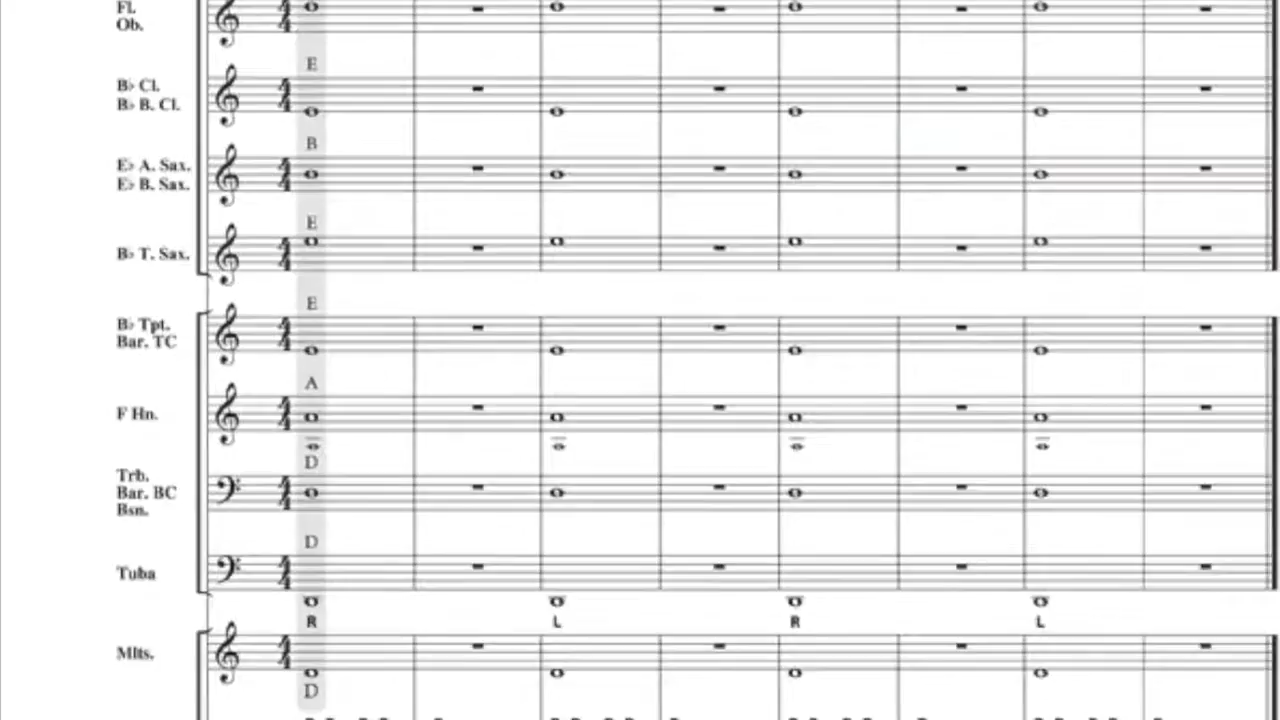 Fl.
Ob.
E
B♭ Cl.
B♭ B. Cl.
B
E♭ A. Sax.
E♭ B. Sax.
E
B♭ T. Sax.
E
B♭ Tpt.
Bar. TC
A
F Hn.
D
Trb.
Bar. BC
Bsn.
D
Tuba
R L R L
Mlts.
D